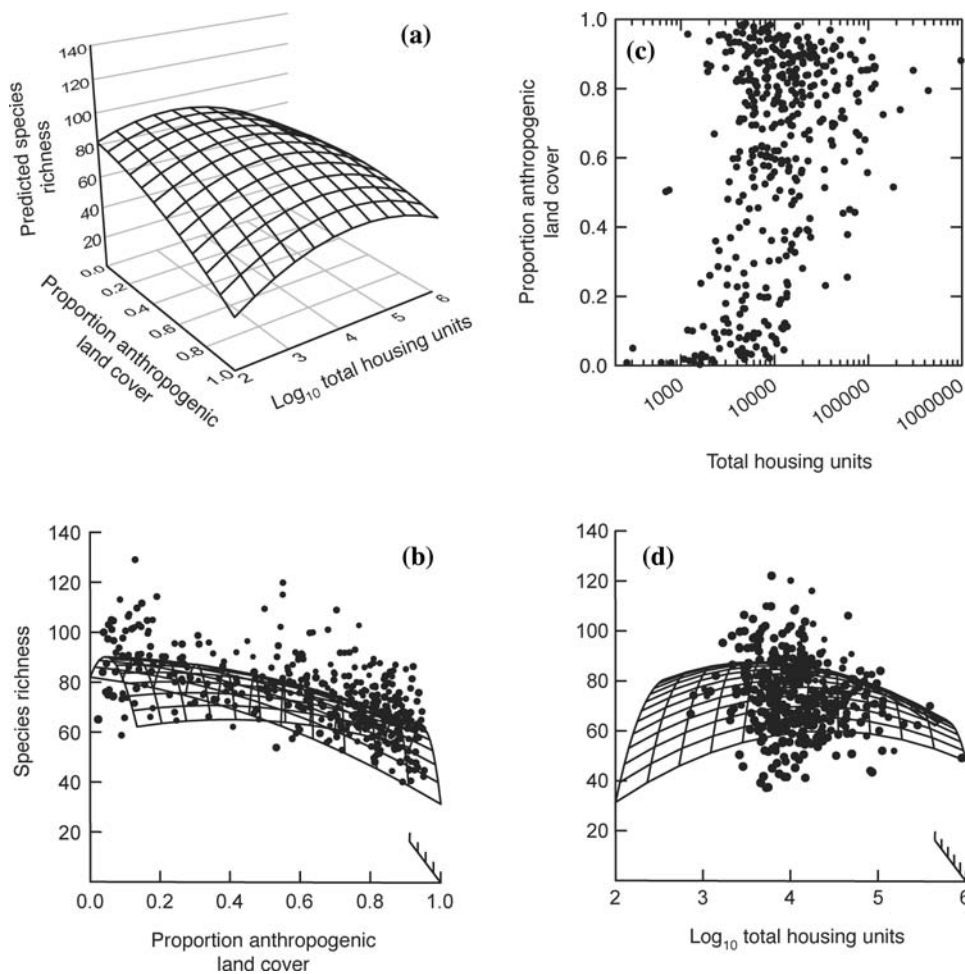 (a)
140
120
100
80
60
40
20
0.0
0.2
0.4
0.6
0.8
1.0
2
3
4
5
6
Predicted species
richness
Proportion anthropogenic
land cover
Log₁₀ total housing units
(c)
1.0
0.8
0.6
0.4
0.2
0.0
1000
10000
100000
1000000
Proportion anthropogenic
land cover
Total housing units
(b)
140
120
100
80
60
40
20
0.0 0.2 0.4 0.6 0.8 1.0
Species richness
Proportion anthropogenic
land cover
(d)
140
120
100
80
60
40
20
2 3 4 5 6
Log₁₀ total housing units